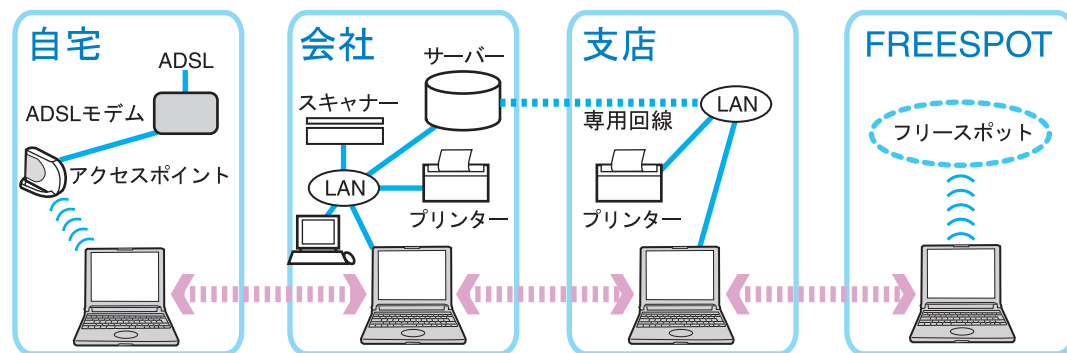 自宅
ADSL
ADSLモデム
アクセスポイント
会社
サーバー
スキャナー
LAN
プリンター
支店
専用回線
LAN
プリンター
FREESPOT
フリースポット